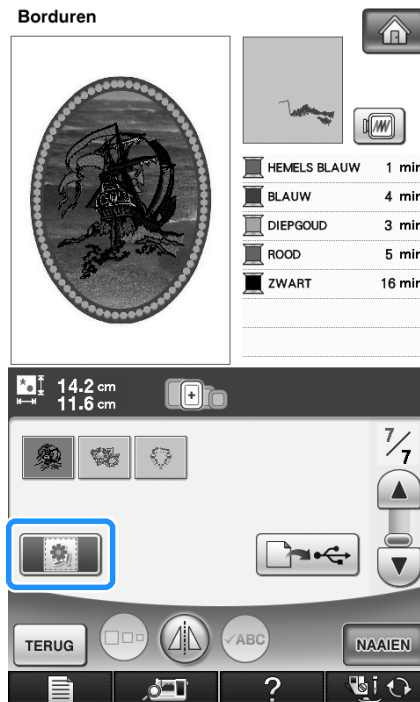 Borduren
HEMELS BLAUW 1 min
BLAUW 4 min
DIEPGOUD 3 min
ROOD 5 min
ZWART 16 min
14.2 cm
11.6 cm
7/7
TERUG
ABC
NAAIEN
?